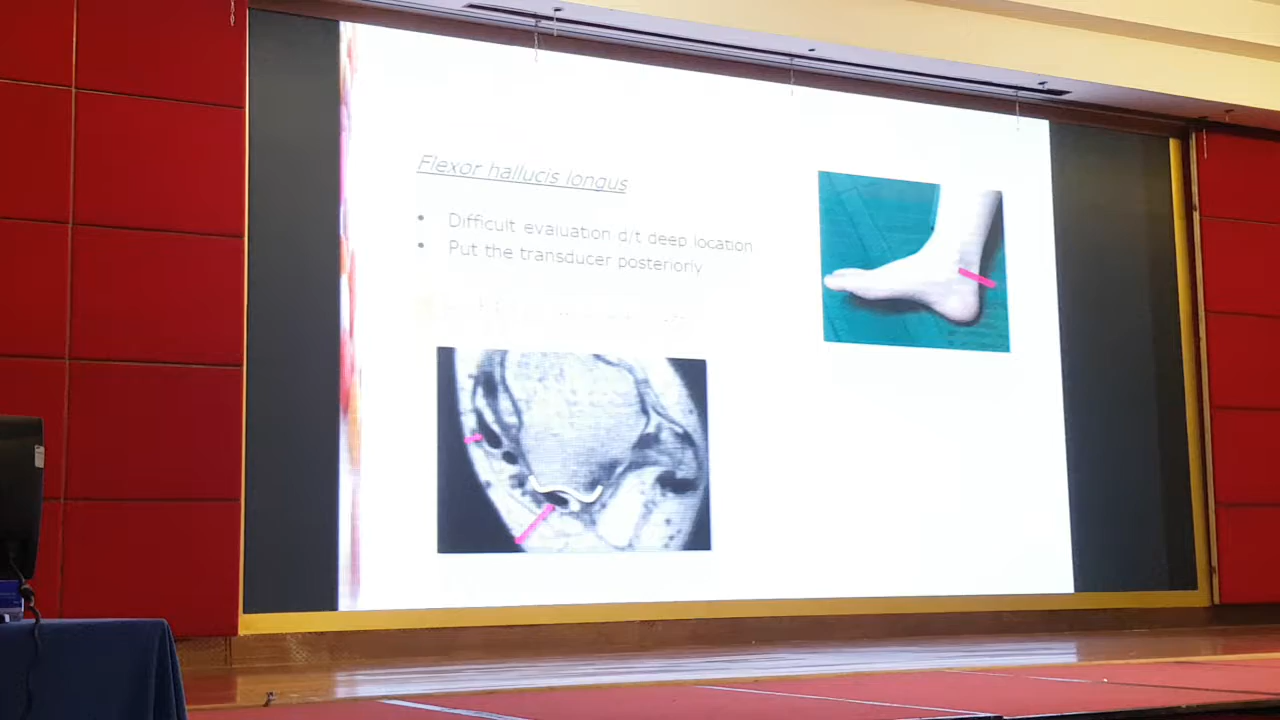 Flexor hallucis longus
• Difficult evaluation d/t deep location
• Put the transducer posteriorly